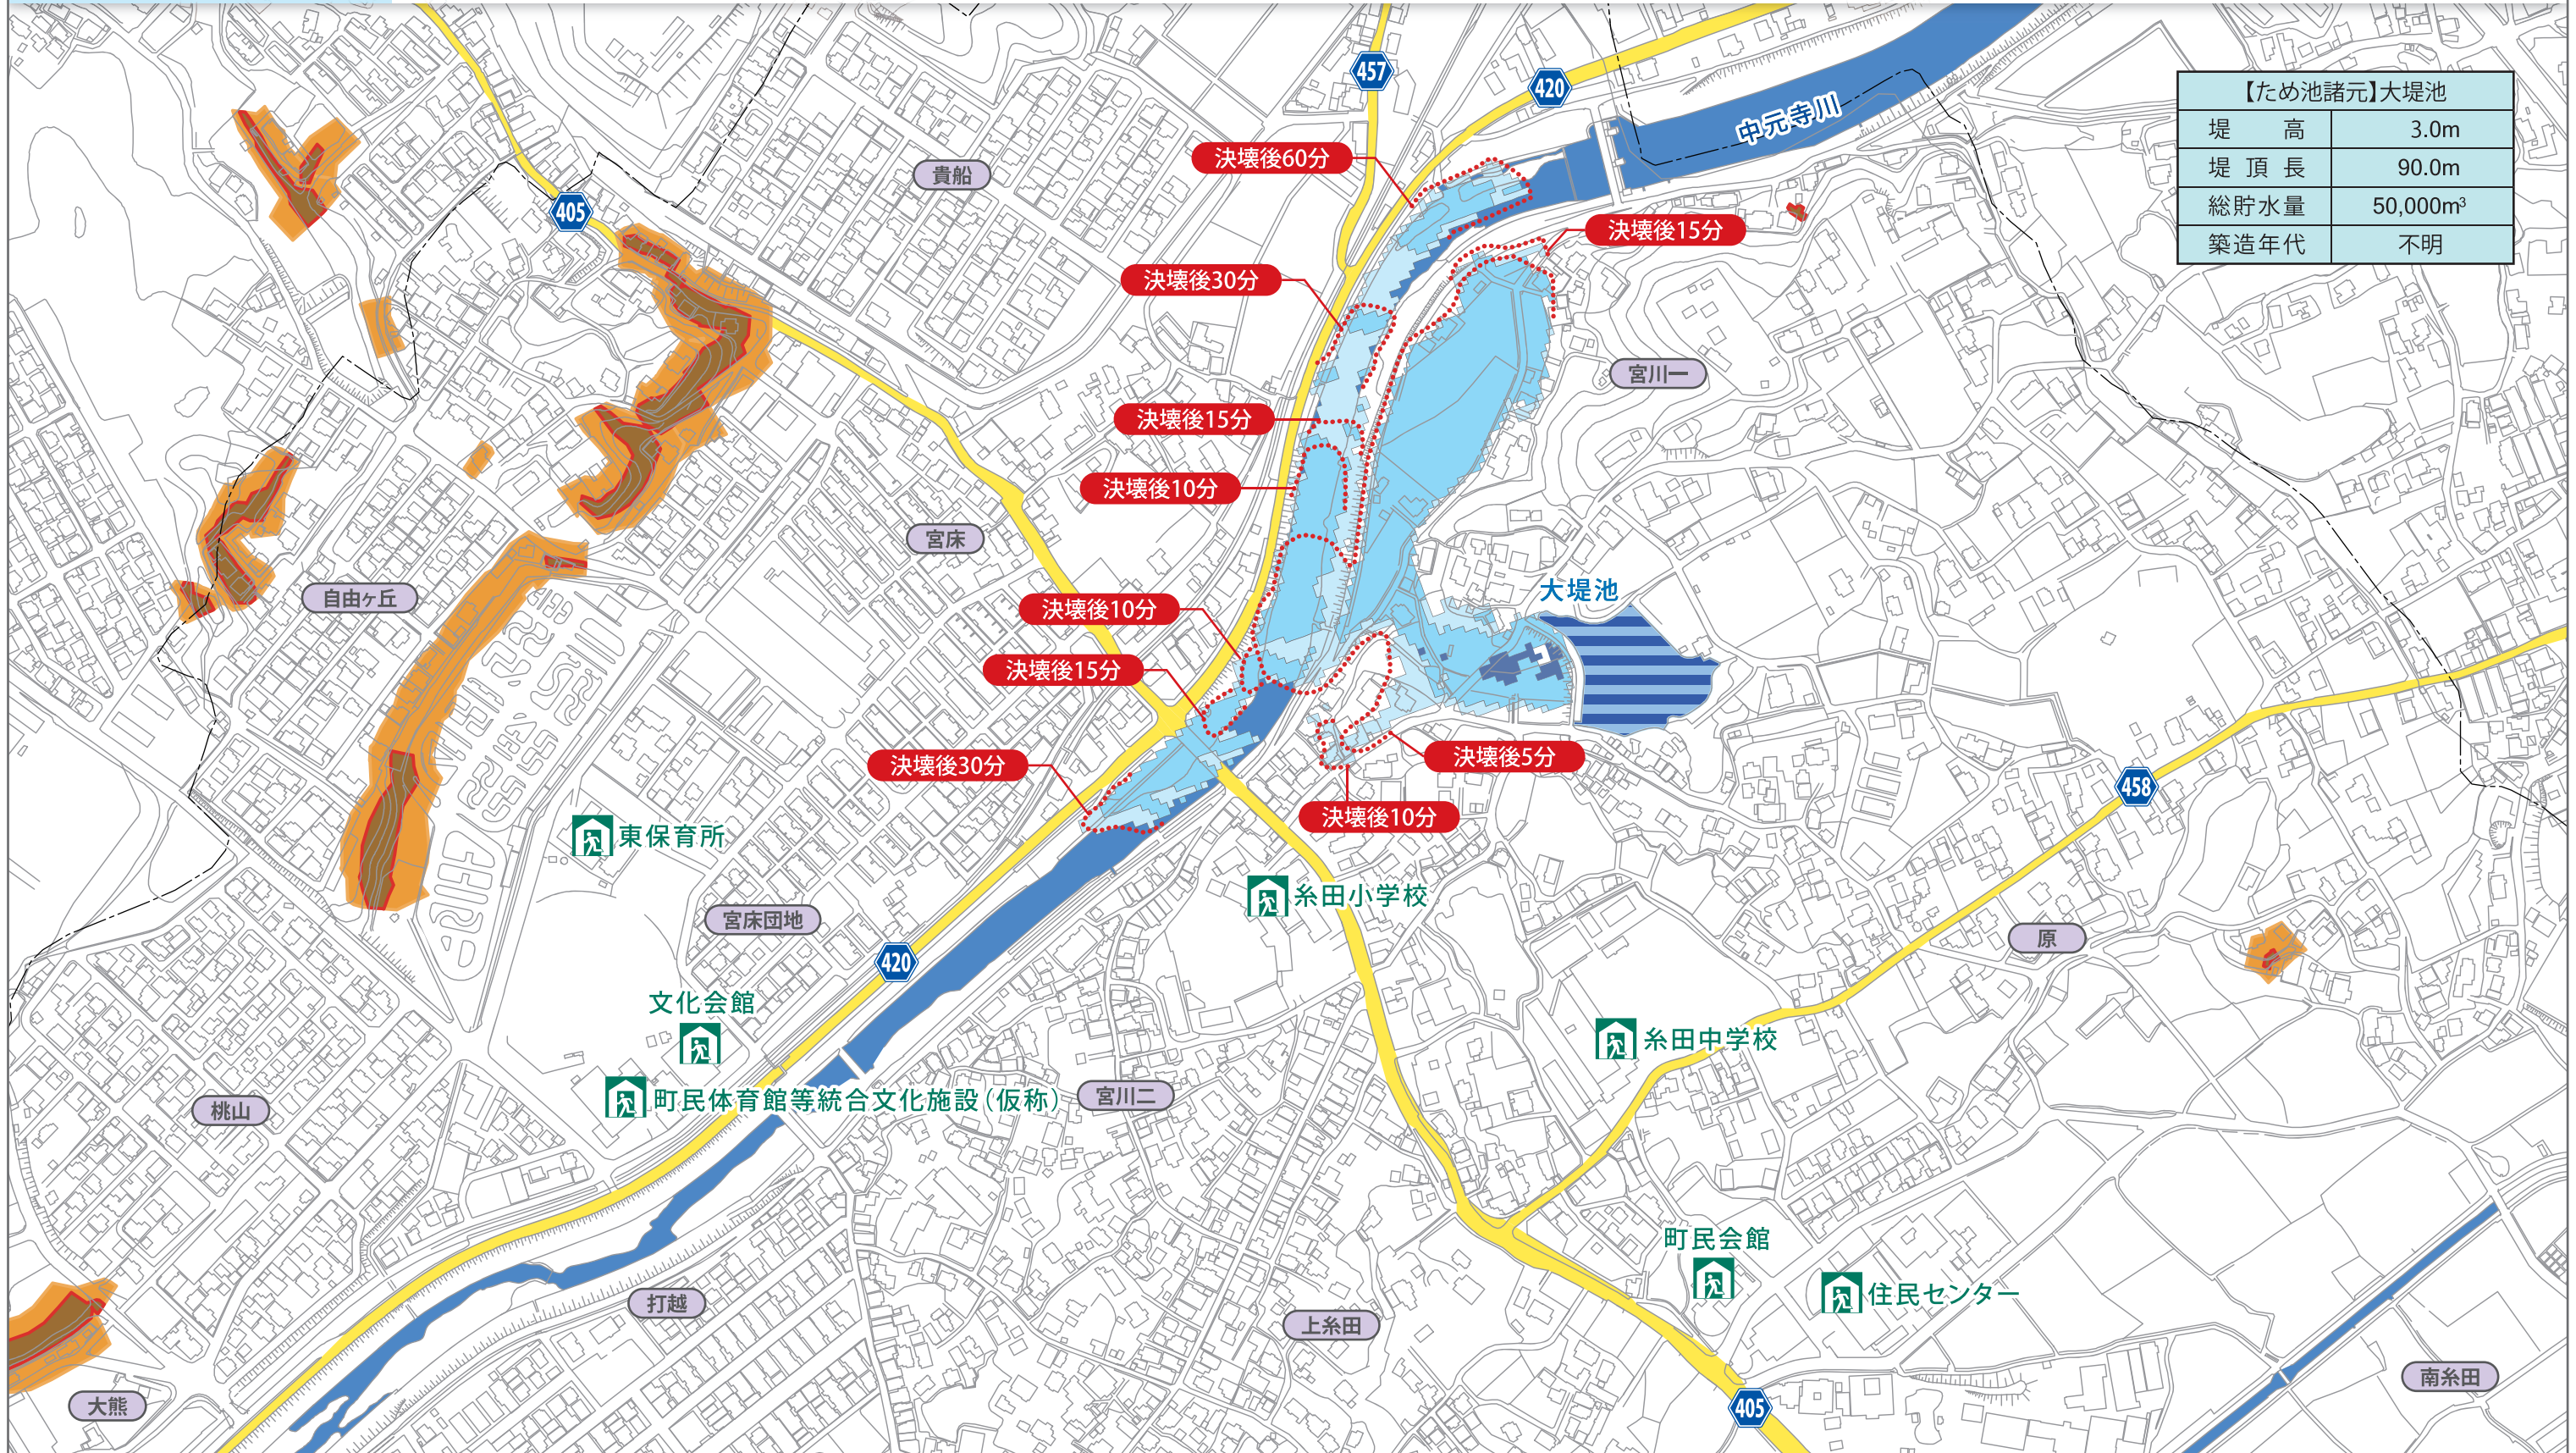 457
420
中元寺川
【ため池諸元】大堤池
堤 高 3.0m
堤 頂 長 90.0m
総貯水量 50,000m³
築造年代 不明
決壊後60分
貴船
405
決壊後15分
決壊後30分
宮川一
決壊後15分
決壊後10分
宮床
大堤池
自由ヶ丘
決壊後10分
決壊後15分
決壊後5分
決壊後30分
458
決壊後10分
東保育所
糸田小学校
宮床団地
原
420
文化会館
糸田中学校
町民体育館等統合文化施設(仮称)
宮川二
桃山
町民会館
住民センター
打越
上糸田
南糸田
大熊
405